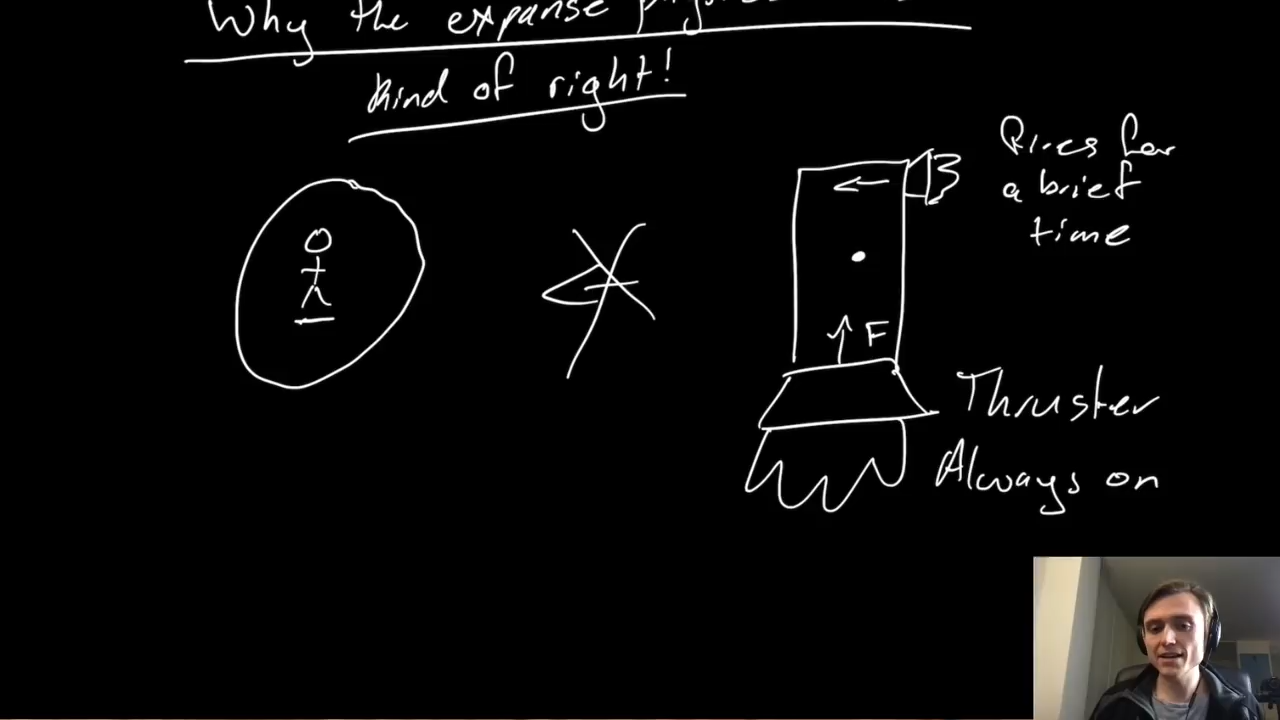 Why the expanse
kind of right!
Fires for
a brief
time
F
Thruster
Always on